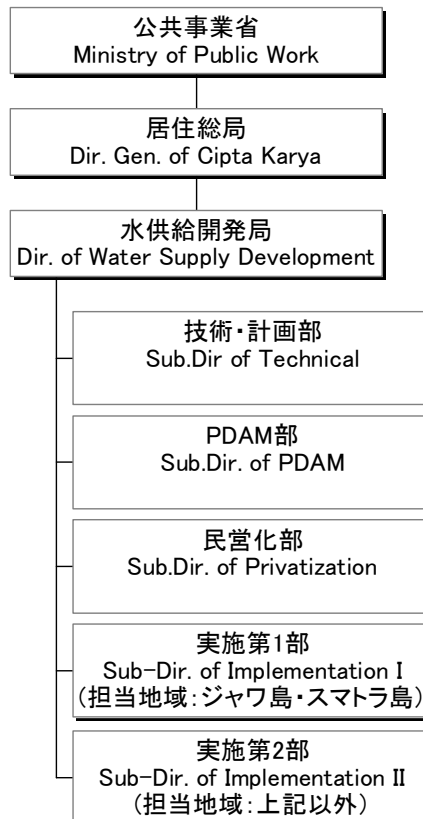 公共事業省
Ministry of Public Work
居住総局
Dir. Gen. of Cipta Karya
水供給開発局
Dir. of Water Supply Development
技術・計画部
Sub.Dir of Technical
PDAM部
Sub.Dir. of PDAM
民営化部
Sub.Dir. of Privatization
実施第1部
Sub-Dir. of Implementation I
（担当地域：ジャワ島・スマトラ島）
実施第2部
Sub-Dir. of Implementation II
（担当地域：上記以外）